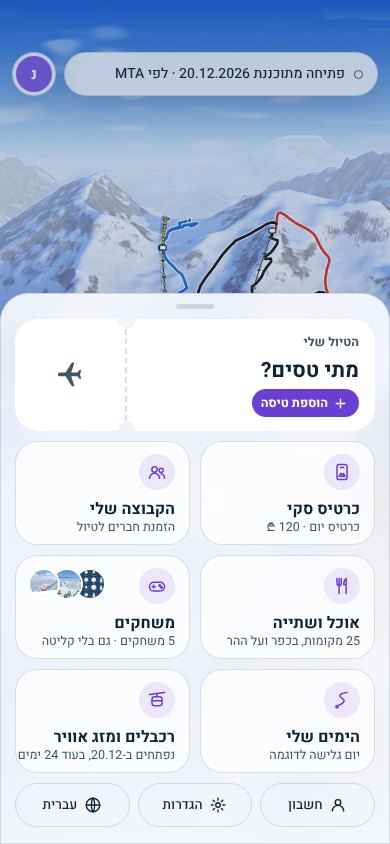 פתיחה מתוכננת 20.12.2026 · לפי MTA
נ
הטיול שלי
מתי טסים?
+ הוספת טיסה
כרטיס סקי
כרטיס יום · 120 ₾
הקבוצה שלי
הזמנת חברים לטיול
אוכל ושתייה
25 מקומות, בכפר ועל ההר
משחקים
5 משחקים · גם בלי קליטה
הימים שלי
יום גלישה לדוגמה
רכבלים ומזג אוויר
נפתחים ב-20.12, בעוד 24 ימים
חשבון
הגדרות
עברית